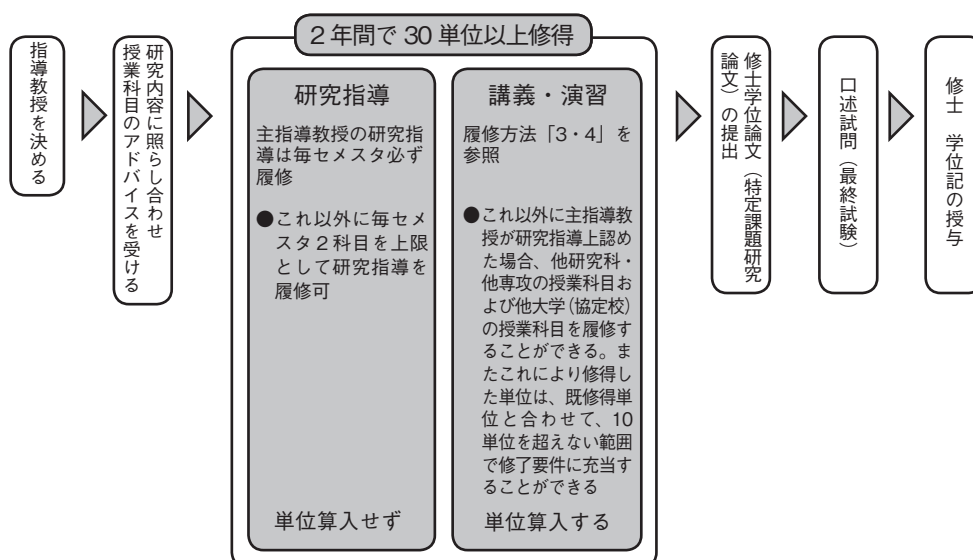 指導教授を決める
研究内容に照らし合わせ
授業科目のアドバイスを受ける
2年間で30単位以上修得
研究指導
主指導教授の研究指
導は毎セメスタ必ず
履修
●これ以外に毎セメ
スタ2科目を上限
として研究指導を
履修可
単位算入せず
講義・演習
履修方法「3・4」を
参照
●これ以外に主指導教
授が研究指導上認め
た場合、他研究科・
他専攻の授業科目お
よび他大学(協定校)
の授業科目を履修す
ることができる。ま
たこれにより修得し
た単位は、既修得単
位と合わせて、10
単位を超えない範囲
で修了要件に充当す
ることができる
単位算入する
修士学位論文(特定課題研究
論文)の提出
口述試問(最終試験)
修士 学位記の授与